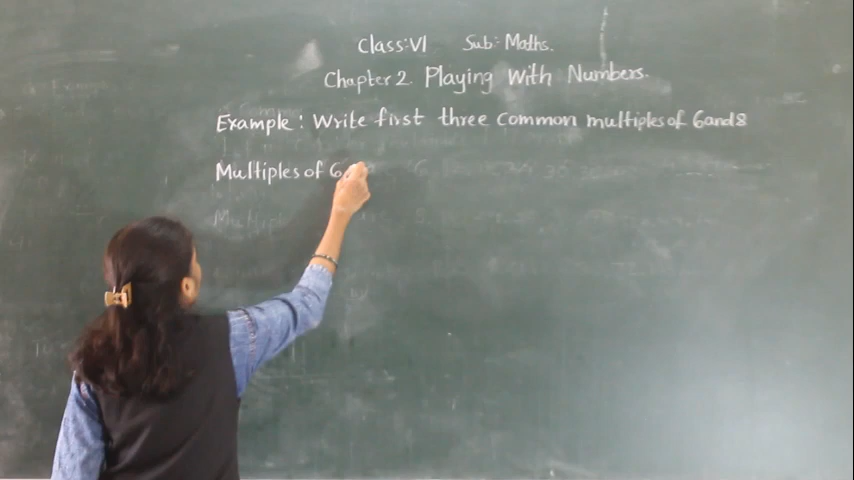 Class:VI Sub:- Maths.
Chapter 2. Playing With Numbers.
Example : Write first three common multiples of 6 and 8
Multiples of 6